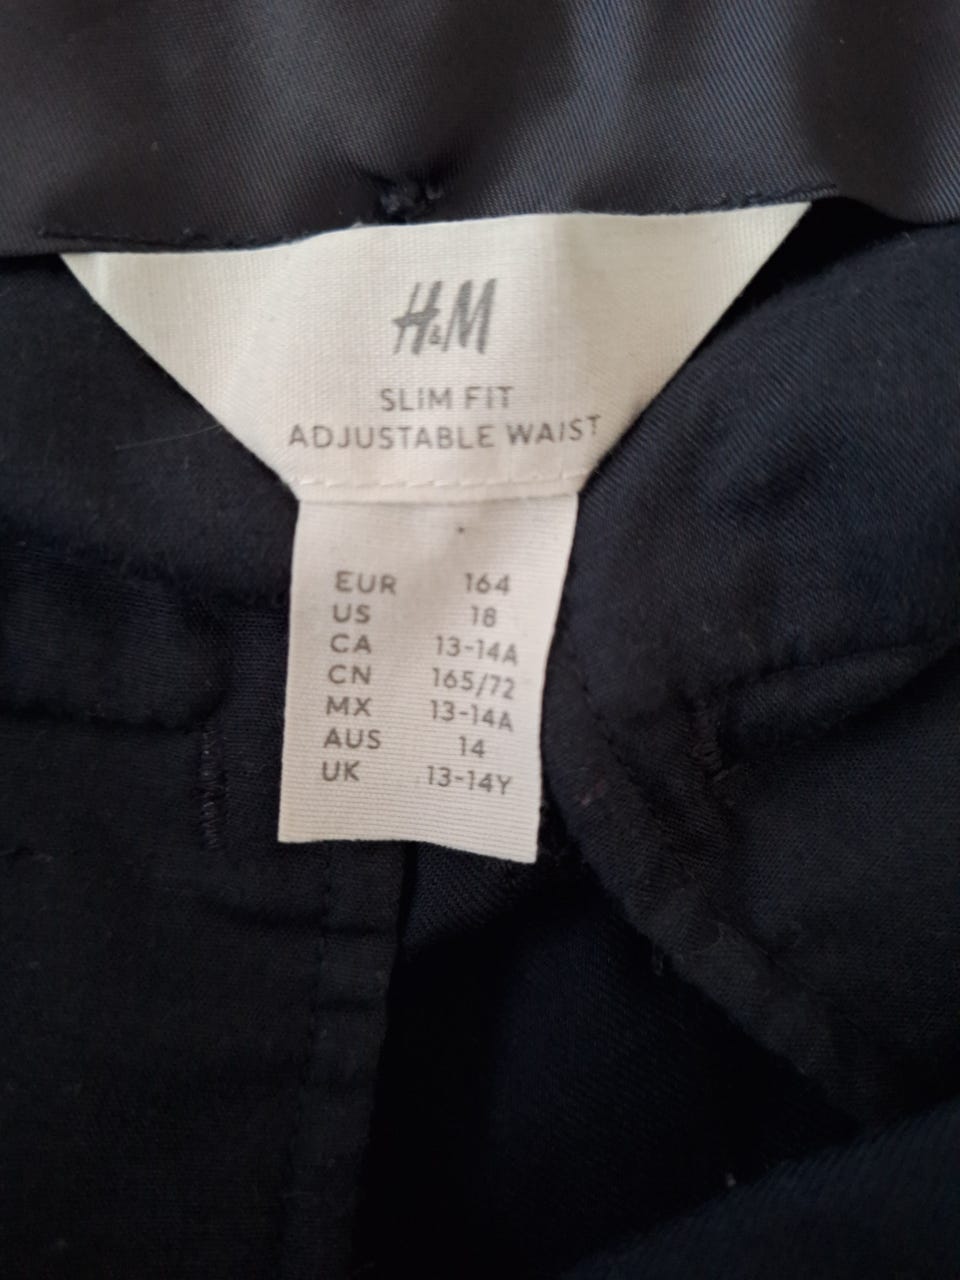 H&M
SLIM FIT
ADJUSTABLE WAIST
EUR 164
US 18
CA 13-14A
CN 165/72
MX 13-14A
AUS 14
UK 13-14Y